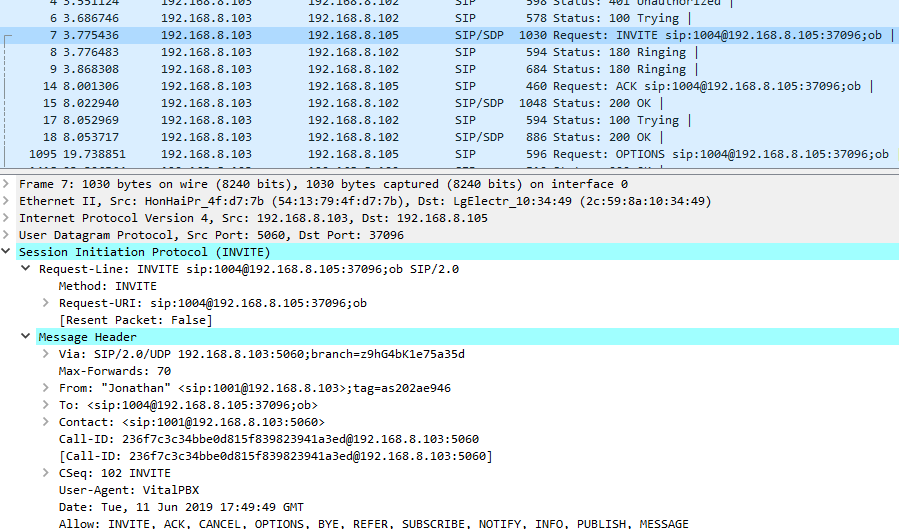 4 3.551124 192.168.8.103 192.168.8.102 SIP 598 Status: 401 Unauthorized |
6 3.686746 192.168.8.103 192.168.8.102 SIP 578 Status: 100 Trying |
7 3.775436 192.168.8.103 192.168.8.105 SIP/SDP 1030 Request: INVITE sip:1004@192.168.8.105:37096;ob |
8 3.776483 192.168.8.103 192.168.8.102 SIP 594 Status: 180 Ringing |
9 3.868308 192.168.8.103 192.168.8.102 SIP 684 Status: 180 Ringing |
14 8.001306 192.168.8.103 192.168.8.105 SIP 460 Request: ACK sip:1004@192.168.8.105:37096;ob |
15 8.022940 192.168.8.103 192.168.8.102 SIP/SDP 1048 Status: 200 OK |
17 8.052969 192.168.8.103 192.168.8.102 SIP 594 Status: 100 Trying |
18 8.053717 192.168.8.103 192.168.8.102 SIP/SDP 886 Status: 200 OK |
1095 19.738851 192.168.8.103 192.168.8.105 SIP 596 Request: OPTIONS sip:1004@192.168.8.105:37096;ob
Frame 7: 1030 bytes on wire (8240 bits), 1030 bytes captured (8240 bits) on interface 0
Ethernet II, Src: HonHaiPr_4f:d7:7b (54:13:79:4f:d7:7b), Dst: LgElectr_10:34:49 (2c:59:8a:10:34:49)
Internet Protocol Version 4, Src: 192.168.8.103, Dst: 192.168.8.105
User Datagram Protocol, Src Port: 5060, Dst Port: 37096
Session Initiation Protocol (INVITE)
Request-Line: INVITE sip:1004@192.168.8.105:37096;ob SIP/2.0
Method: INVITE
Request-URI: sip:1004@192.168.8.105:37096;ob
[Resent Packet: False]
Message Header
Via: SIP/2.0/UDP 192.168.8.103:5060;branch=z9hG4bK1e75a35d
Max-Forwards: 70
From: "Jonathan" <sip:1001@192.168.8.103>;tag=as202ae946
To: <sip:1004@192.168.8.105:37096;ob>
Contact: <sip:1001@192.168.8.103:5060>
Call-ID: 236f7c3c34bbe0d815f839823941a3ed@192.168.8.103:5060
[Call-ID: 236f7c3c34bbe0d815f839823941a3ed@192.168.8.103:5060]
CSeq: 102 INVITE
User-Agent: VitalPBX
Date: Tue, 11 Jun 2019 17:49:49 GMT
Allow: INVITE, ACK, CANCEL, OPTIONS, BYE, REFER, SUBSCRIBE, NOTIFY, INFO, PUBLISH, MESSAGE